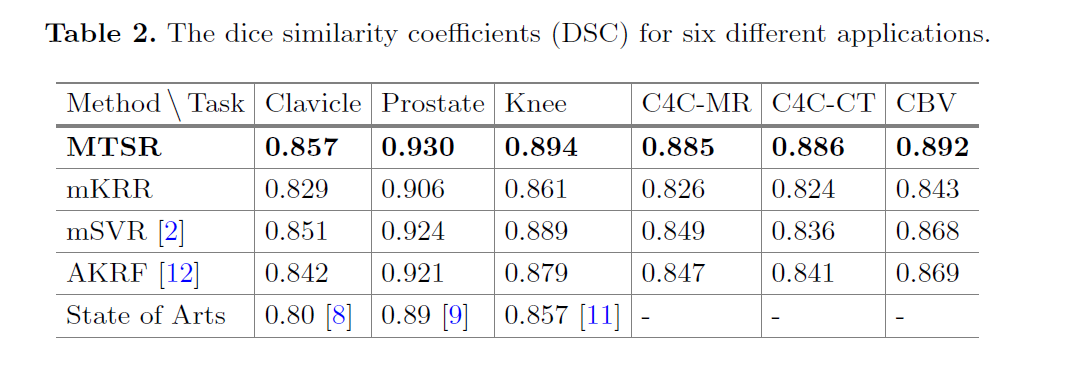 Table 2. The dice similarity coefficients (DSC) for six different applications.
Method \ Task Clavicle Prostate Knee C4C-MR C4C-CT CBV
MTSR 0.857 0.930 0.894 0.885 0.886 0.892
mKRR 0.829 0.906 0.861 0.826 0.824 0.843
mSVR [2] 0.851 0.924 0.889 0.849 0.836 0.868
AKRF [12] 0.842 0.921 0.879 0.847 0.841 0.869
State of Arts 0.80 [8] 0.89 [9] 0.857 [11] - - -